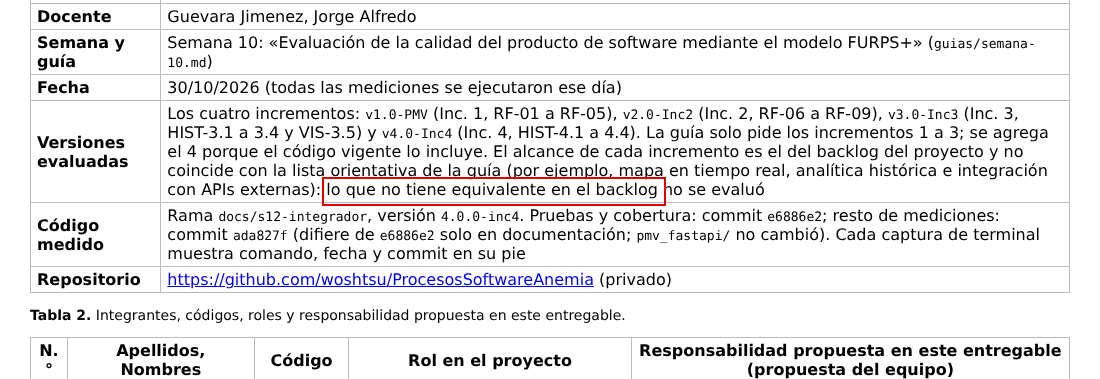 Docente Guevara Jimenez, Jorge Alfredo
Semana y guía Semana 10: «Evaluación de la calidad del producto de software mediante el modelo FURPS+» (guias/semana-
10.md)
Fecha 30/10/2026 (todas las mediciones se ejecutaron ese día)
Versiones evaluadas Los cuatro incrementos: v1.0-PMV (Inc. 1, RF-01 a RF-05), v2.0-Inc2 (Inc. 2, RF-06 a RF-09), v3.0-Inc3 (Inc. 3,
HIST-3.1 a 3.4 y VIS-3.5) y v4.0-Inc4 (Inc. 4, HIST-4.1 a 4.4). La guía solo pide los incrementos 1 a 3; se agrega
el 4 porque el código vigente lo incluye. El alcance de cada incremento es el del backlog del proyecto y no
coincide con la lista orientativa de la guía (por ejemplo, mapa en tiempo real, analítica histórica e integración
con APIs externas): lo que no tiene equivalente en el backlog no se evaluó
Código medido Rama docs/s12-integrador, versión 4.0.0-inc4. Pruebas y cobertura: commit e6886e2; resto de mediciones:
commit ada827f (difiere de e6886e2 solo en documentación; pmv_fastapi/ no cambió). Cada captura de terminal
muestra comando, fecha y commit en su pie
Repositorio https://github.com/woshtsu/ProcesosSoftwareAnemia (privado)
Tabla 2. Integrantes, códigos, roles y responsabilidad propuesta en este entregable.
N.° Apellidos, Nombres Código Rol en el proyecto Responsabilidad propuesta en este entregable
(propuesta del equipo)